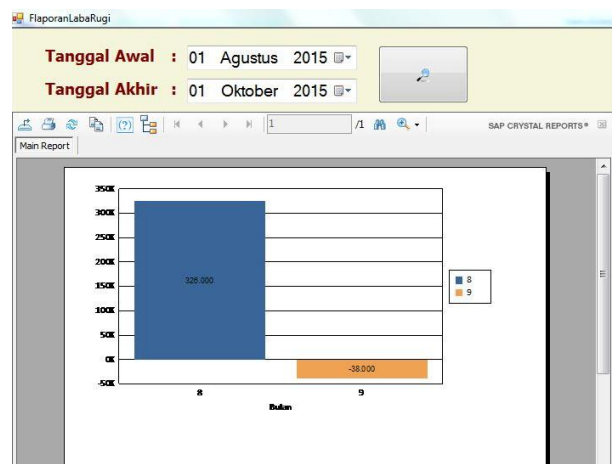 FlaporanLabaRugi
Tanggal Awal : 01 Agustus 2015
Tanggal Akhir : 01 Oktober 2015
(?) 1 /1 SAP CRYSTAL REPORTS®
Main Report
350K
300K
250K
200K
150K
100K
50K
0K
-50K
326.000
-38.000
8 9
Bulan
8
9